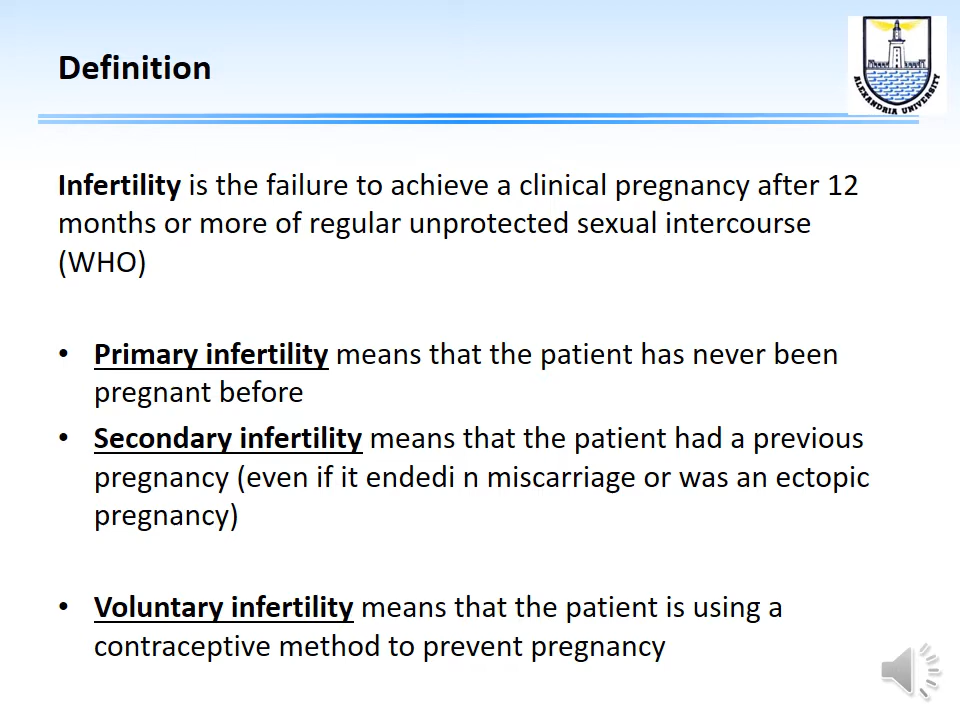 Definition
ALEXANDRIA UNIVERSITY
Infertility is the failure to achieve a clinical pregnancy after 12
months or more of regular unprotected sexual intercourse
(WHO)
• Primary infertility means that the patient has never been
pregnant before
• Secondary infertility means that the patient had a previous
pregnancy (even if it endedi n miscarriage or was an ectopic
pregnancy)
• Voluntary infertility means that the patient is using a
contraceptive method to prevent pregnancy